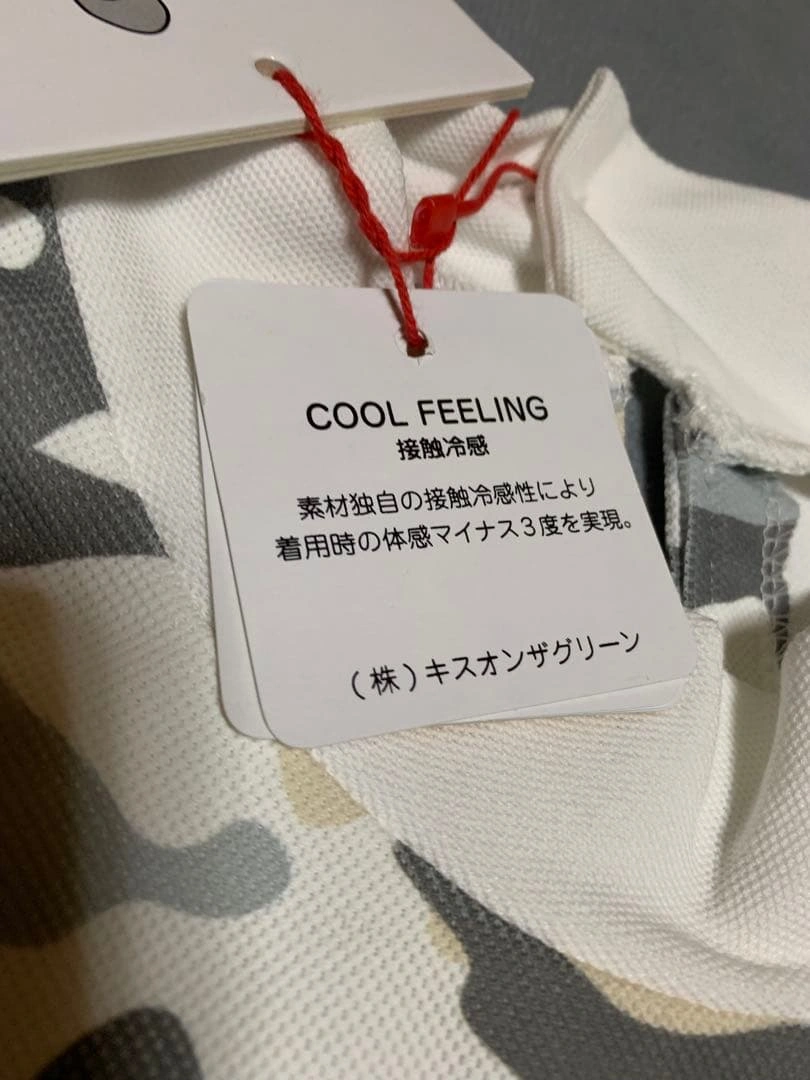 COOL FEELING
接触冷感
素材独自の接触冷感性により
着用時の体感マイナス3度を実現。
(株)キスオンザグリーン